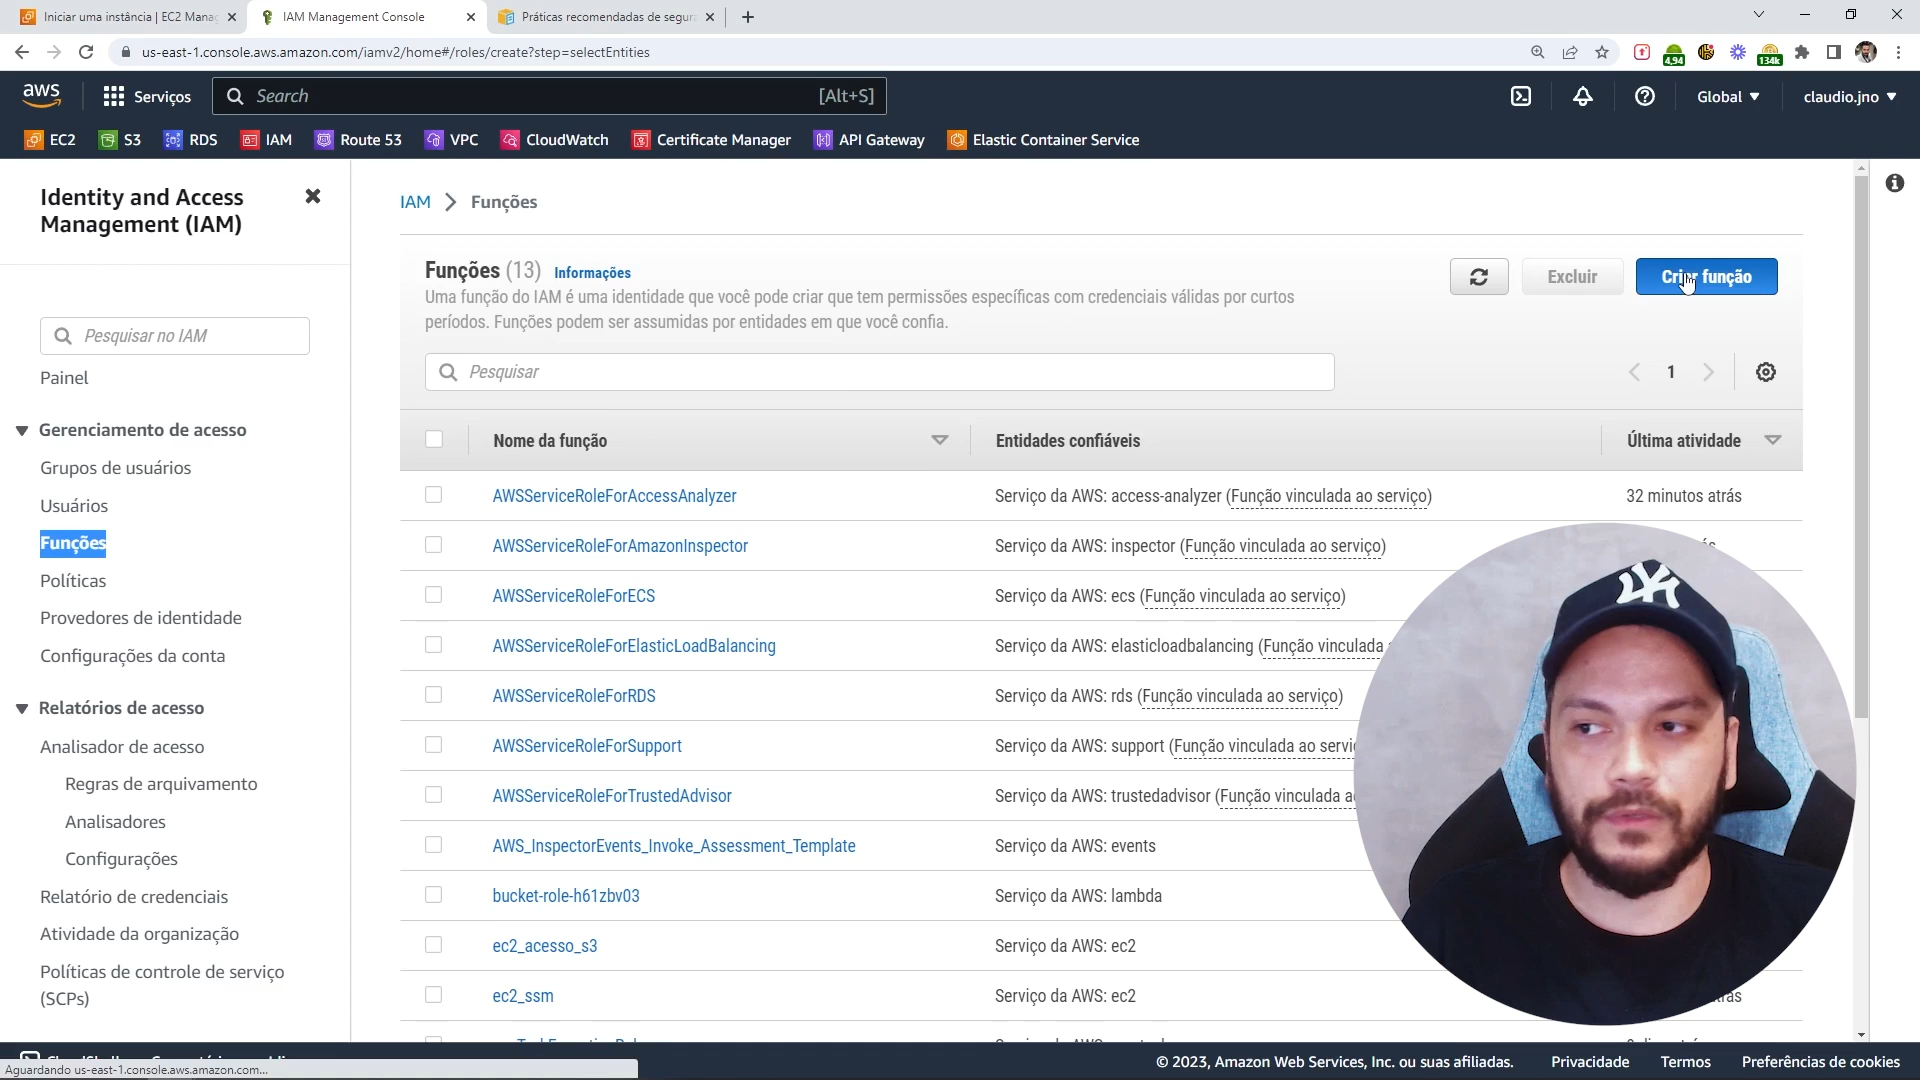 Iniciar uma instância | EC2 Manag
IAM Management Console
Práticas recomendadas de segura
us-east-1.console.aws.amazon.com/iamv2/home#/roles/create?step=selectEntities
4,94
134k
aws
Serviços
Search
[Alt+S]
Global
claudio.jno
EC2
S3
RDS
IAM
Route 53
VPC
CloudWatch
Certificate Manager
API Gateway
Elastic Container Service
Identity and Access
Management (IAM)
Pesquisar no IAM
Painel
Gerenciamento de acesso
Grupos de usuários
Usuários
Funções
Políticas
Provedores de identidade
Configurações da conta
Relatórios de acesso
Analisador de acesso
Regras de arquivamento
Analisadores
Configurações
Relatório de credenciais
Atividade da organização
Políticas de controle de serviço
(SCPs)
IAM
Funções
Funções (13)
Informações
Uma função do IAM é uma identidade que você pode criar que tem permissões específicas com credenciais válidas por curtos
períodos. Funções podem ser assumidas por entidades em que você confia.
Excluir
Criar função
Pesquisar
1
Nome da função
Entidades confiáveis
Última atividade
AWSServiceRoleForAccessAnalyzer
Serviço da AWS: access-analyzer (Função vinculada ao serviço)
32 minutos atrás
AWSServiceRoleForAmazonInspector
Serviço da AWS: inspector (Função vinculada ao serviço)
AWSServiceRoleForECS
Serviço da AWS: ecs (Função vinculada ao serviço)
AWSServiceRoleForElasticLoadBalancing
Serviço da AWS: elasticloadbalancing (Função vinculada
AWSServiceRoleForRDS
Serviço da AWS: rds (Função vinculada ao serviço)
AWSServiceRoleForSupport
Serviço da AWS: support (Função vinculada ao servi
AWSServiceRoleForTrustedAdvisor
Serviço da AWS: trustedadvisor (Função vinculada a
AWS_InspectorEvents_Invoke_Assessment_Template
Serviço da AWS: events
bucket-role-h61zbv03
Serviço da AWS: lambda
ec2_acesso_s3
Serviço da AWS: ec2
ec2_ssm
Serviço da AWS: ec2
Aguardando us-east-1.console.aws.amazon.com...
© 2023, Amazon Web Services, Inc. ou suas afiliadas.
Privacidade
Termos
Preferências de cookies